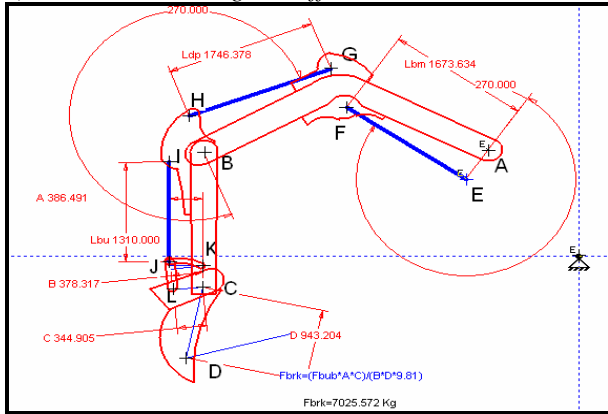 270.000
Ldp 1746.378
G
Lbm 1673.634
270.000
H
F
I
B
E
A
E
A 386.491
Lbu 1310.000
K
E
J
B 378.317
L
C
C 344.905
D 943.204
D
Fbrk=(Fbub*A*C)/(B*D*9.81)
Fbrk=7025.572 Kg